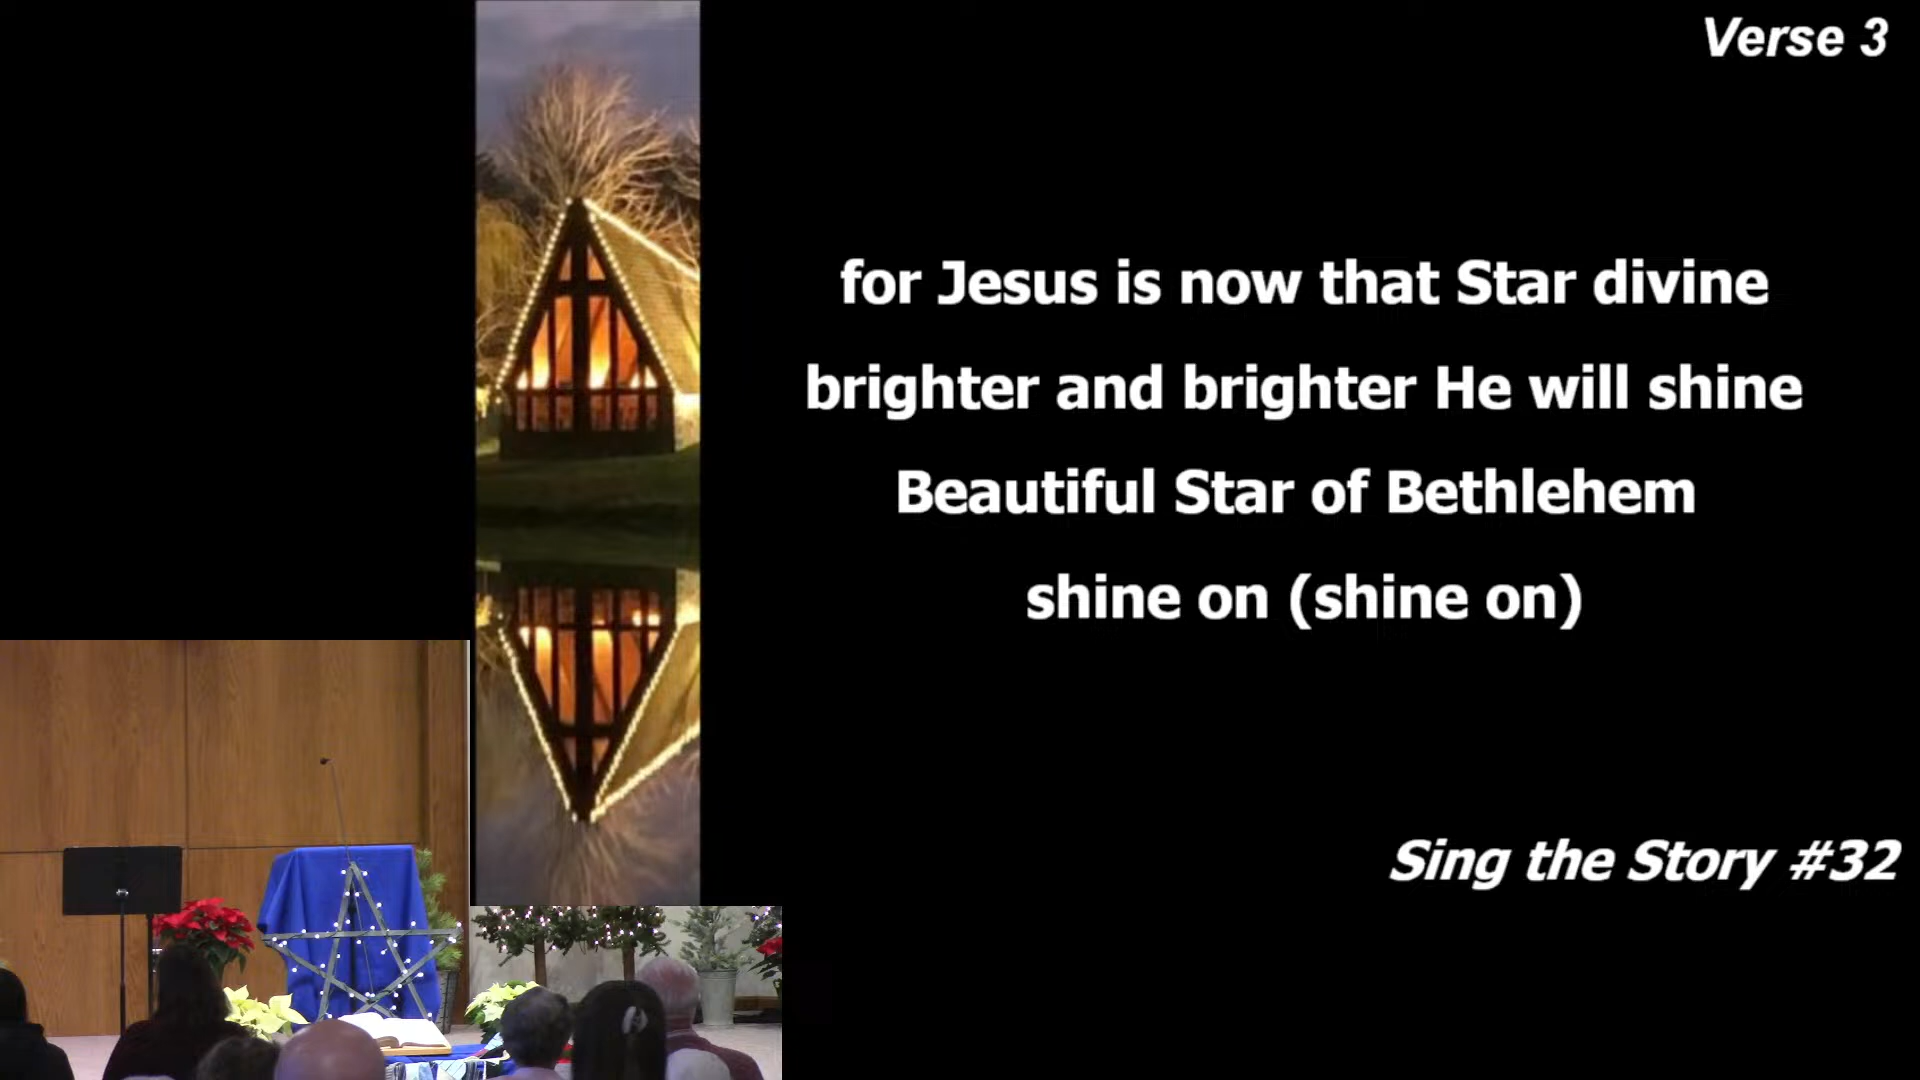 Verse 3
for Jesus is now that Star divine
brighter and brighter He will shine
Beautiful Star of Bethlehem
shine on (shine on)
Sing the Story #32